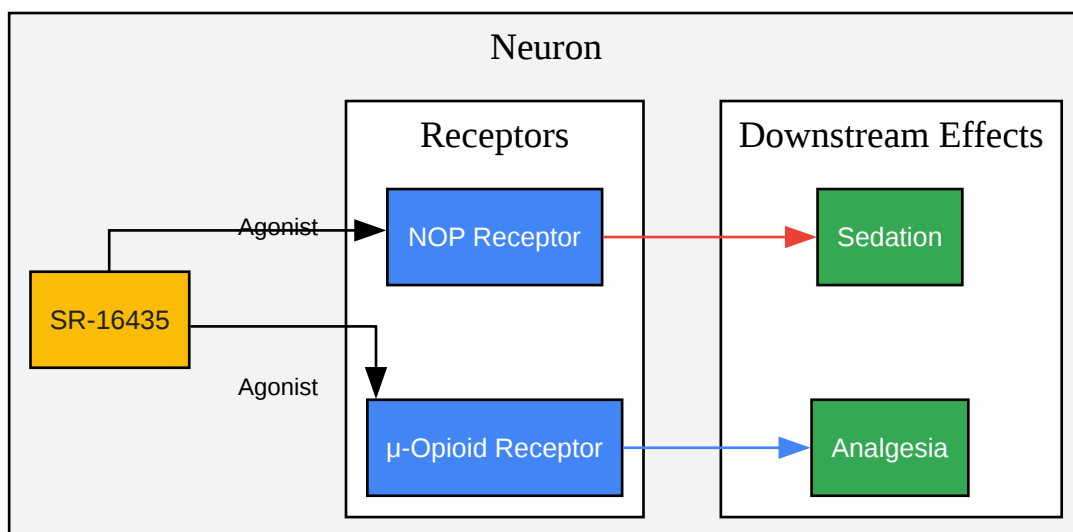 Neuron
Receptors
Downstream Effects
Agonist
NOP Receptor
Sedation
SR-16435
Agonist
μ-Opioid Receptor
Analgesia